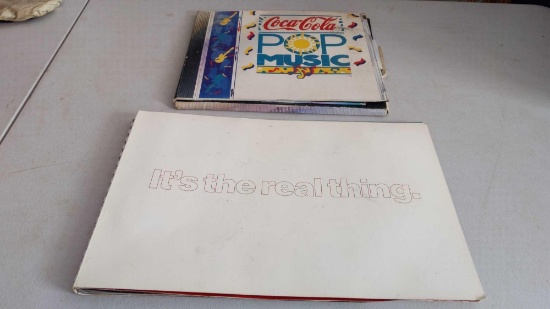 Coca-Cola
POP
MUSIC
It's the real thing.